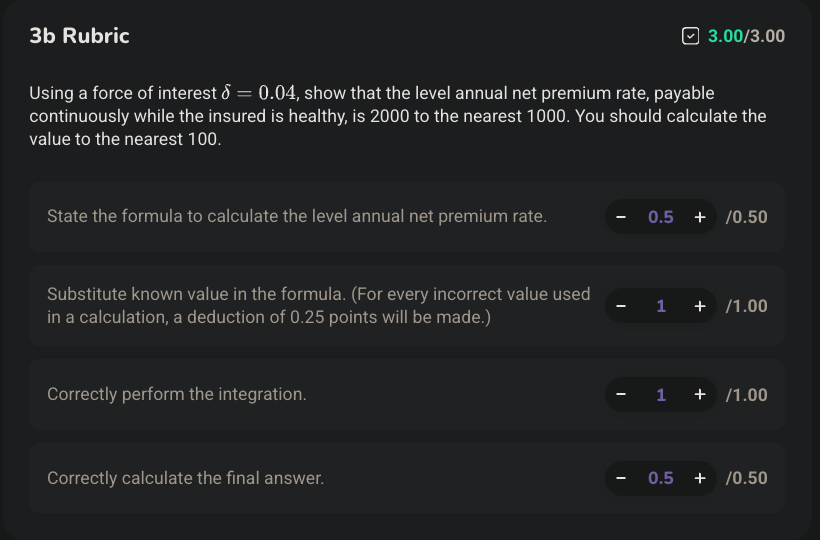 3b Rubric
3.00/3.00
Using a force of interest δ = 0.04, show that the level annual net premium rate, payable
continuously while the insured is healthy, is 2000 to the nearest 1000. You should calculate the
value to the nearest 100.
State the formula to calculate the level annual net premium rate.
− 0.5 + /0.50
Substitute known value in the formula. (For every incorrect value used
in a calculation, a deduction of 0.25 points will be made.)
− 1 + /1.00
Correctly perform the integration.
− 1 + /1.00
Correctly calculate the final answer.
− 0.5 + /0.50